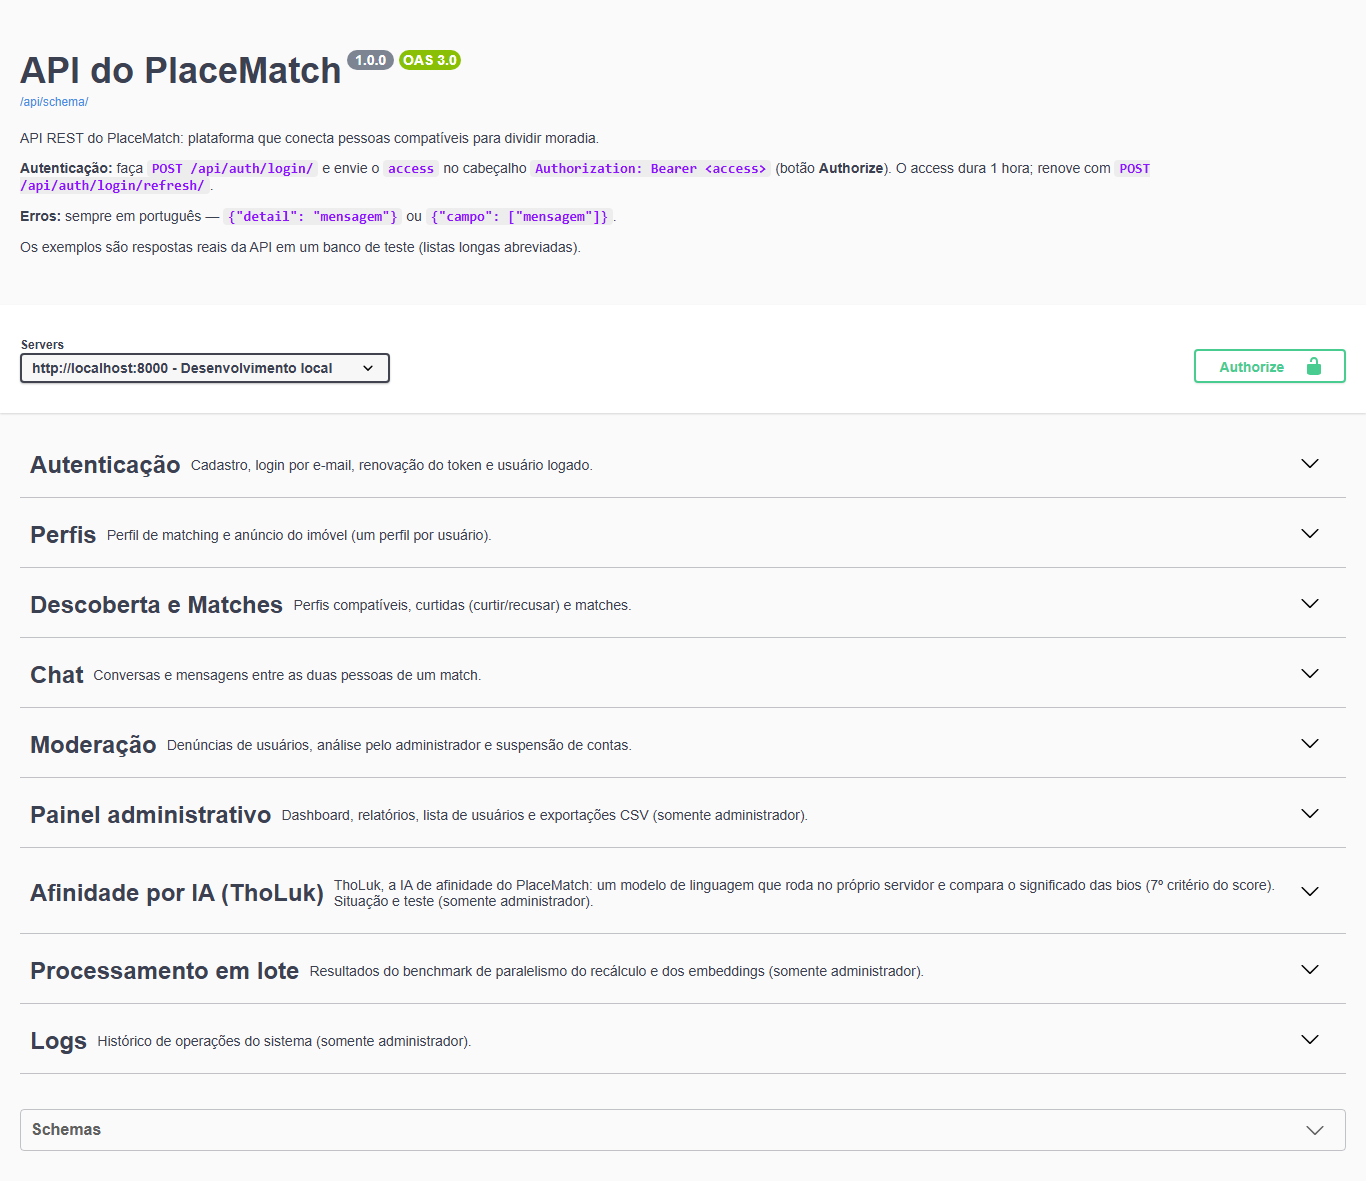 API do PlaceMatch 1.0.0 OAS 3.0
/api/schema/
API REST do PlaceMatch: plataforma que conecta pessoas compatíveis para dividir moradia.
Autenticação: faça POST /api/auth/login/ e envie o access no cabeçalho Authorization: Bearer <access> (botão Authorize). O access dura 1 hora; renove com POST
/api/auth/login/refresh/ .
Erros: sempre em português — {"detail": "mensagem"} ou {"campo": ["mensagem"]} .
Os exemplos são respostas reais da API em um banco de teste (listas longas abreviadas).
Servers
http://localhost:8000 - Desenvolvimento local
Authorize
Autenticação Cadastro, login por e-mail, renovação do token e usuário logado.
Perfis Perfil de matching e anúncio do imóvel (um perfil por usuário).
Descoberta e Matches Perfis compatíveis, curtidas (curtir/recusar) e matches.
Chat Conversas e mensagens entre as duas pessoas de um match.
Moderação Denúncias de usuários, análise pelo administrador e suspensão de contas.
Painel administrativo Dashboard, relatórios, lista de usuários e exportações CSV (somente administrador).
Afinidade por IA (ThoLuk) ThoLuk, a IA de afinidade do PlaceMatch: um modelo de linguagem que roda no próprio servidor e compara o significado das bios (7º critério do score).
Situação e teste (somente administrador).
Processamento em lote Resultados do benchmark de paralelismo do recálculo e dos embeddings (somente administrador).
Logs Histórico de operações do sistema (somente administrador).
Schemas